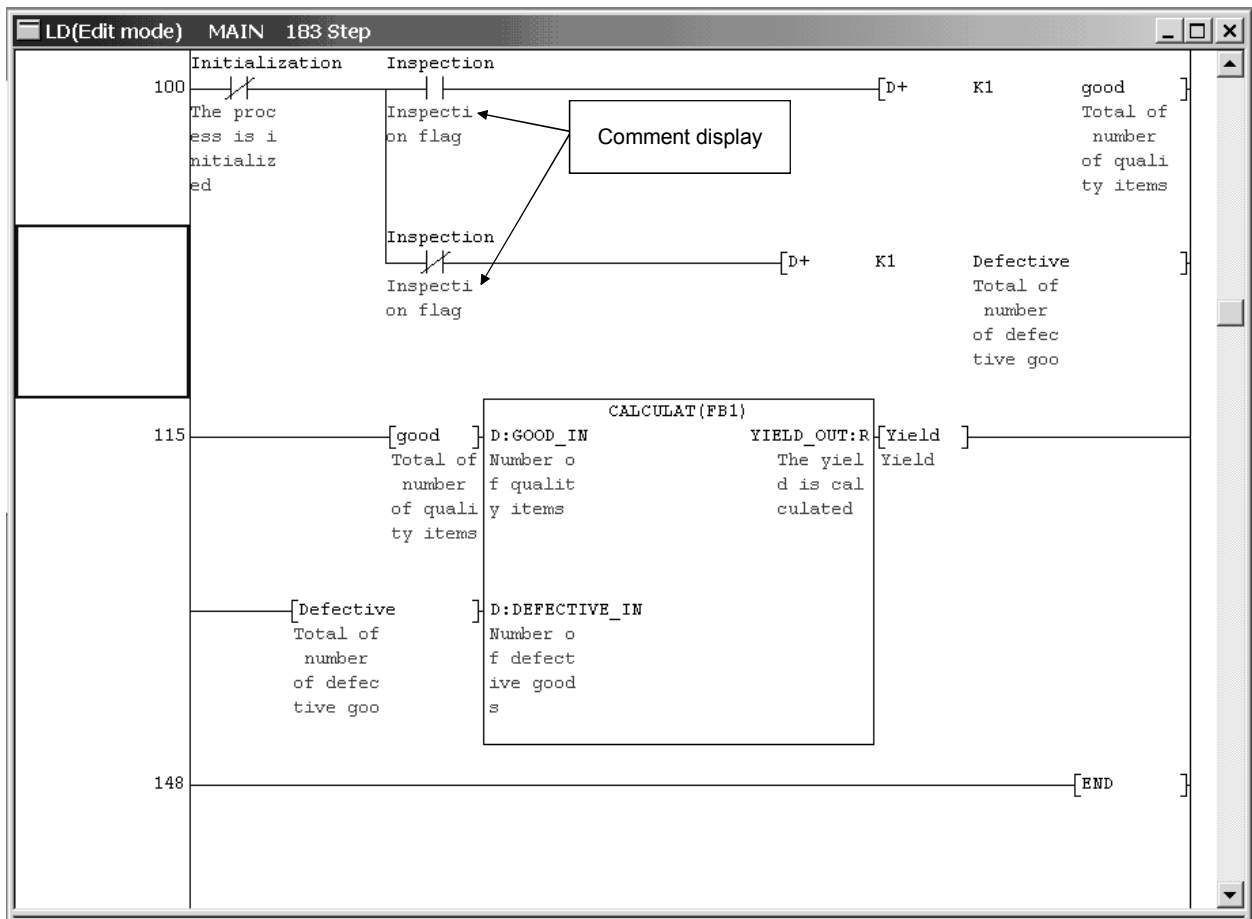 LD(Edit mode) MAIN 183 Step
Initialization Inspection
100 [D+ K1 good ]
The proc Inspecti Total of
ess is i on flag number
nitializ of quali
ed ty items
Comment display
Inspection
[D+ K1 Defective ]
Inspecti Total of
on flag number
of defec
tive goo
CALCULAT(FB1)
115 [good ] D:GOOD_IN YIELD_OUT:R [Yield ]
Total of Number o The yiel Yield
number f qualit d is cal
of quali y items culated
ty items
[Defective ] D:DEFECTIVE_IN
Total of Number o
number f defect
of defec ive good
tive goo s
148 [END ]